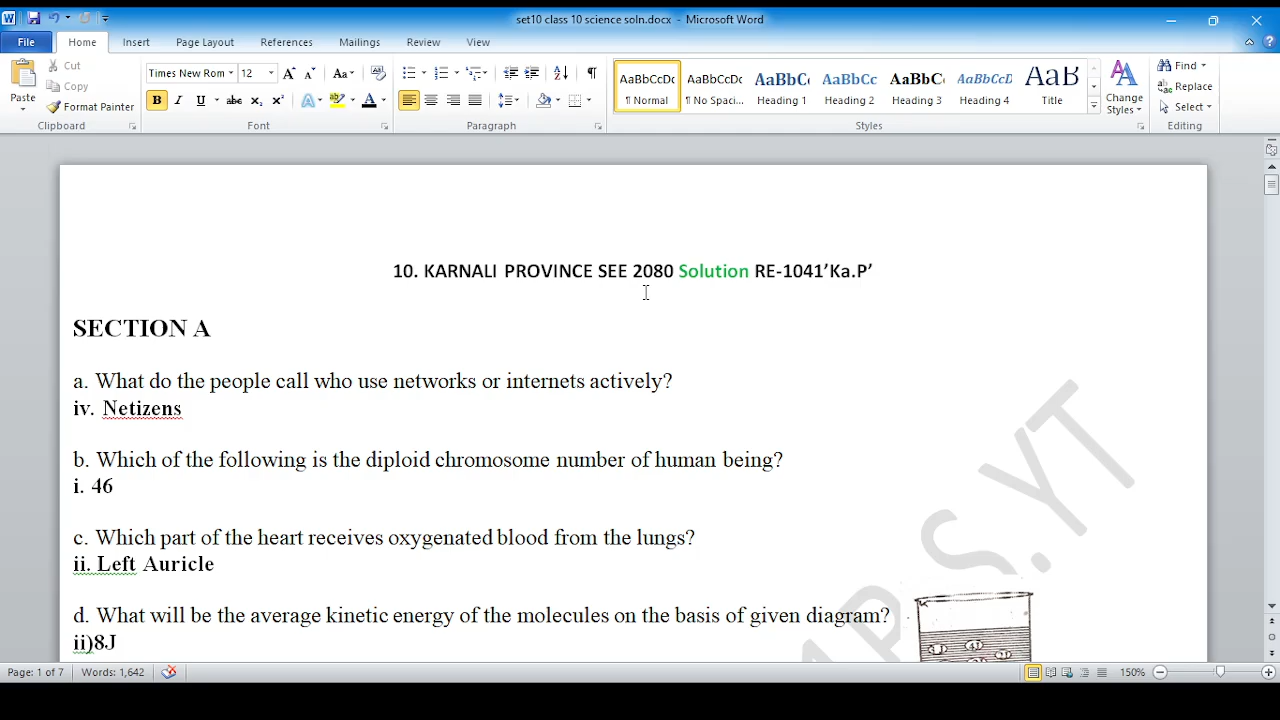 set10 class 10 science soln.docx - Microsoft Word
File Home Insert Page Layout References Mailings Review View
Paste
Cut
Copy
Format Painter
Clipboard
Times New Rom 12
Font
Paragraph
AaBbCcDc AaBbCcDc AaBbC AaBbCc AaBbC AaBbCcD AaB
¶ Normal ¶ No Spaci... Heading 1 Heading 2 Heading 3 Heading 4 Title
Change Styles
Styles
Find
Replace
Select
Editing
10. KARNALI PROVINCE SEE 2080 Solution RE-1041’Ka.P’
SECTION A
a. What do the people call who use networks or internets actively?
iv. Netizens
b. Which of the following is the diploid chromosome number of human being?
i. 46
c. Which part of the heart receives oxygenated blood from the lungs?
ii. Left Auricle
d. What will be the average kinetic energy of the molecules on the basis of given diagram?
ii)8J
P.S.YT
Page: 1 of 7 Words: 1,642 150%